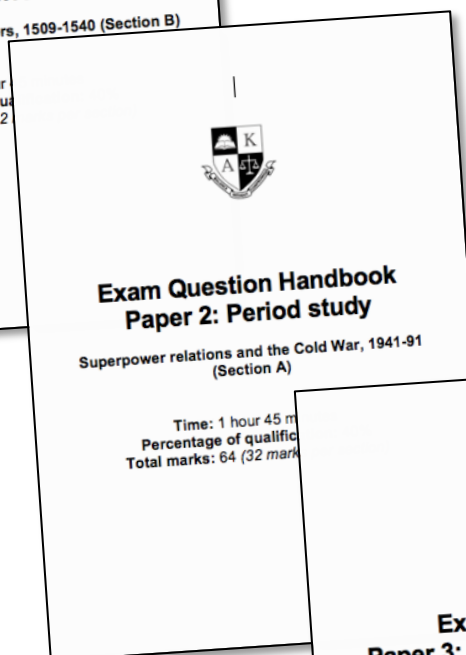 rs, 1509-1540 (Section B)
2
K
A
Exam Question Handbook
Paper 2: Period study
Superpower relations and the Cold War, 1941-91
(Section A)
Time: 1 hour 45 m
Percentage of qualific
Total marks: 64 (32 mark
Ex
Paper 3: